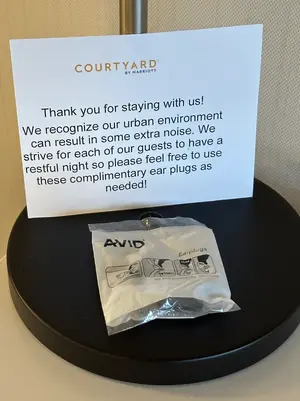 COURTYARD
BY MARRIOTT
Thank you for staying with us!
We recognize our urban environment
can result in some extra noise. We
strive for each of our guests to have a
restful night so please feel free to use
these complimentary ear plugs as
needed!
AVID
Earplugs